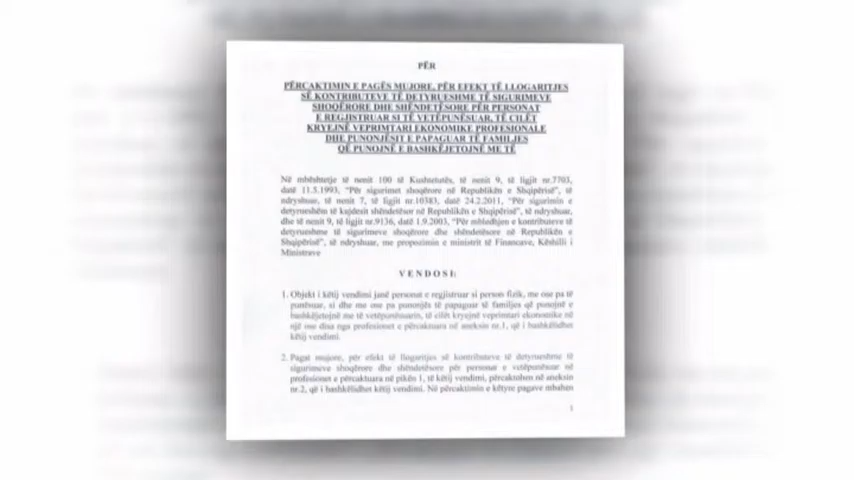 PËR
PËRCAKTIMIN E PAGËS MUJORE, PËR EFEKT TË LLOGARITJES
SË KONTRIBUTEVE TË DETYRUESHME TË SIGURIMEVE
SHOQËRORE DHE SHËNDETËSORE PËR PERSONAT
E REGJISTRUAR SI TË VETËPUNËSUAR, TË CILËT
KRYEJNË VEPRIMTARI EKONOMIKE PROFESIONALE
DHE PUNONJËSIT E PAPAGUAR TË FAMILJES
QË PUNOJNË E BASHKËJETOJNË ME TË
Në mbështetje të nenit 100 të Kushtetutës, të nenit 9, të ligjit nr.7703,
datë 11.5.1993, "Për sigurimet shoqërore në Republikën e Shqipërisë", të
ndryshuar, të nenit 7, të ligjit nr.10383, datë 24.2.2011, "Për sigurimin e
detyrueshëm të kujdesit shëndetësor në Republikën e Shqipërisë", të ndryshuar,
dhe të nenit 9, të ligjit nr.9136, datë 1.9.2003, "Për mbledhjen e kontributeve të
detyrueshme të sigurimeve shoqërore dhe shëndetësore në Republikën e
Shqipërisë", të ndryshuar, me propozimin e ministrit të Financave, Këshilli i
Ministrave
VENDOSI:
1. Objekt i këtij vendimi janë personat e regjistruar si person fizik, me ose pa të
punësuar, si dhe me ose pa punonjës të papaguar të familjes që punojnë e
bashkëjetojnë me të vetëpunësuarin, të cilët kryejnë veprimtari ekonomike në
një ose disa nga profesionet e përcaktuara në aneksin nr.1, që i bashkëlidhet
këtij vendimi.
2. Pagat mujore, për efekt të llogaritjes së kontributeve të detyrueshme të
sigurimeve shoqërore dhe shëndetësore për personat e vetëpunësuar në
profesionet e përcaktuara në pikën 1, të këtij vendimi, përcaktohen në aneksin
nr.2, që i bashkëlidhet këtij vendimi. Në përcaktimin e këtyre pagave mbahen
1